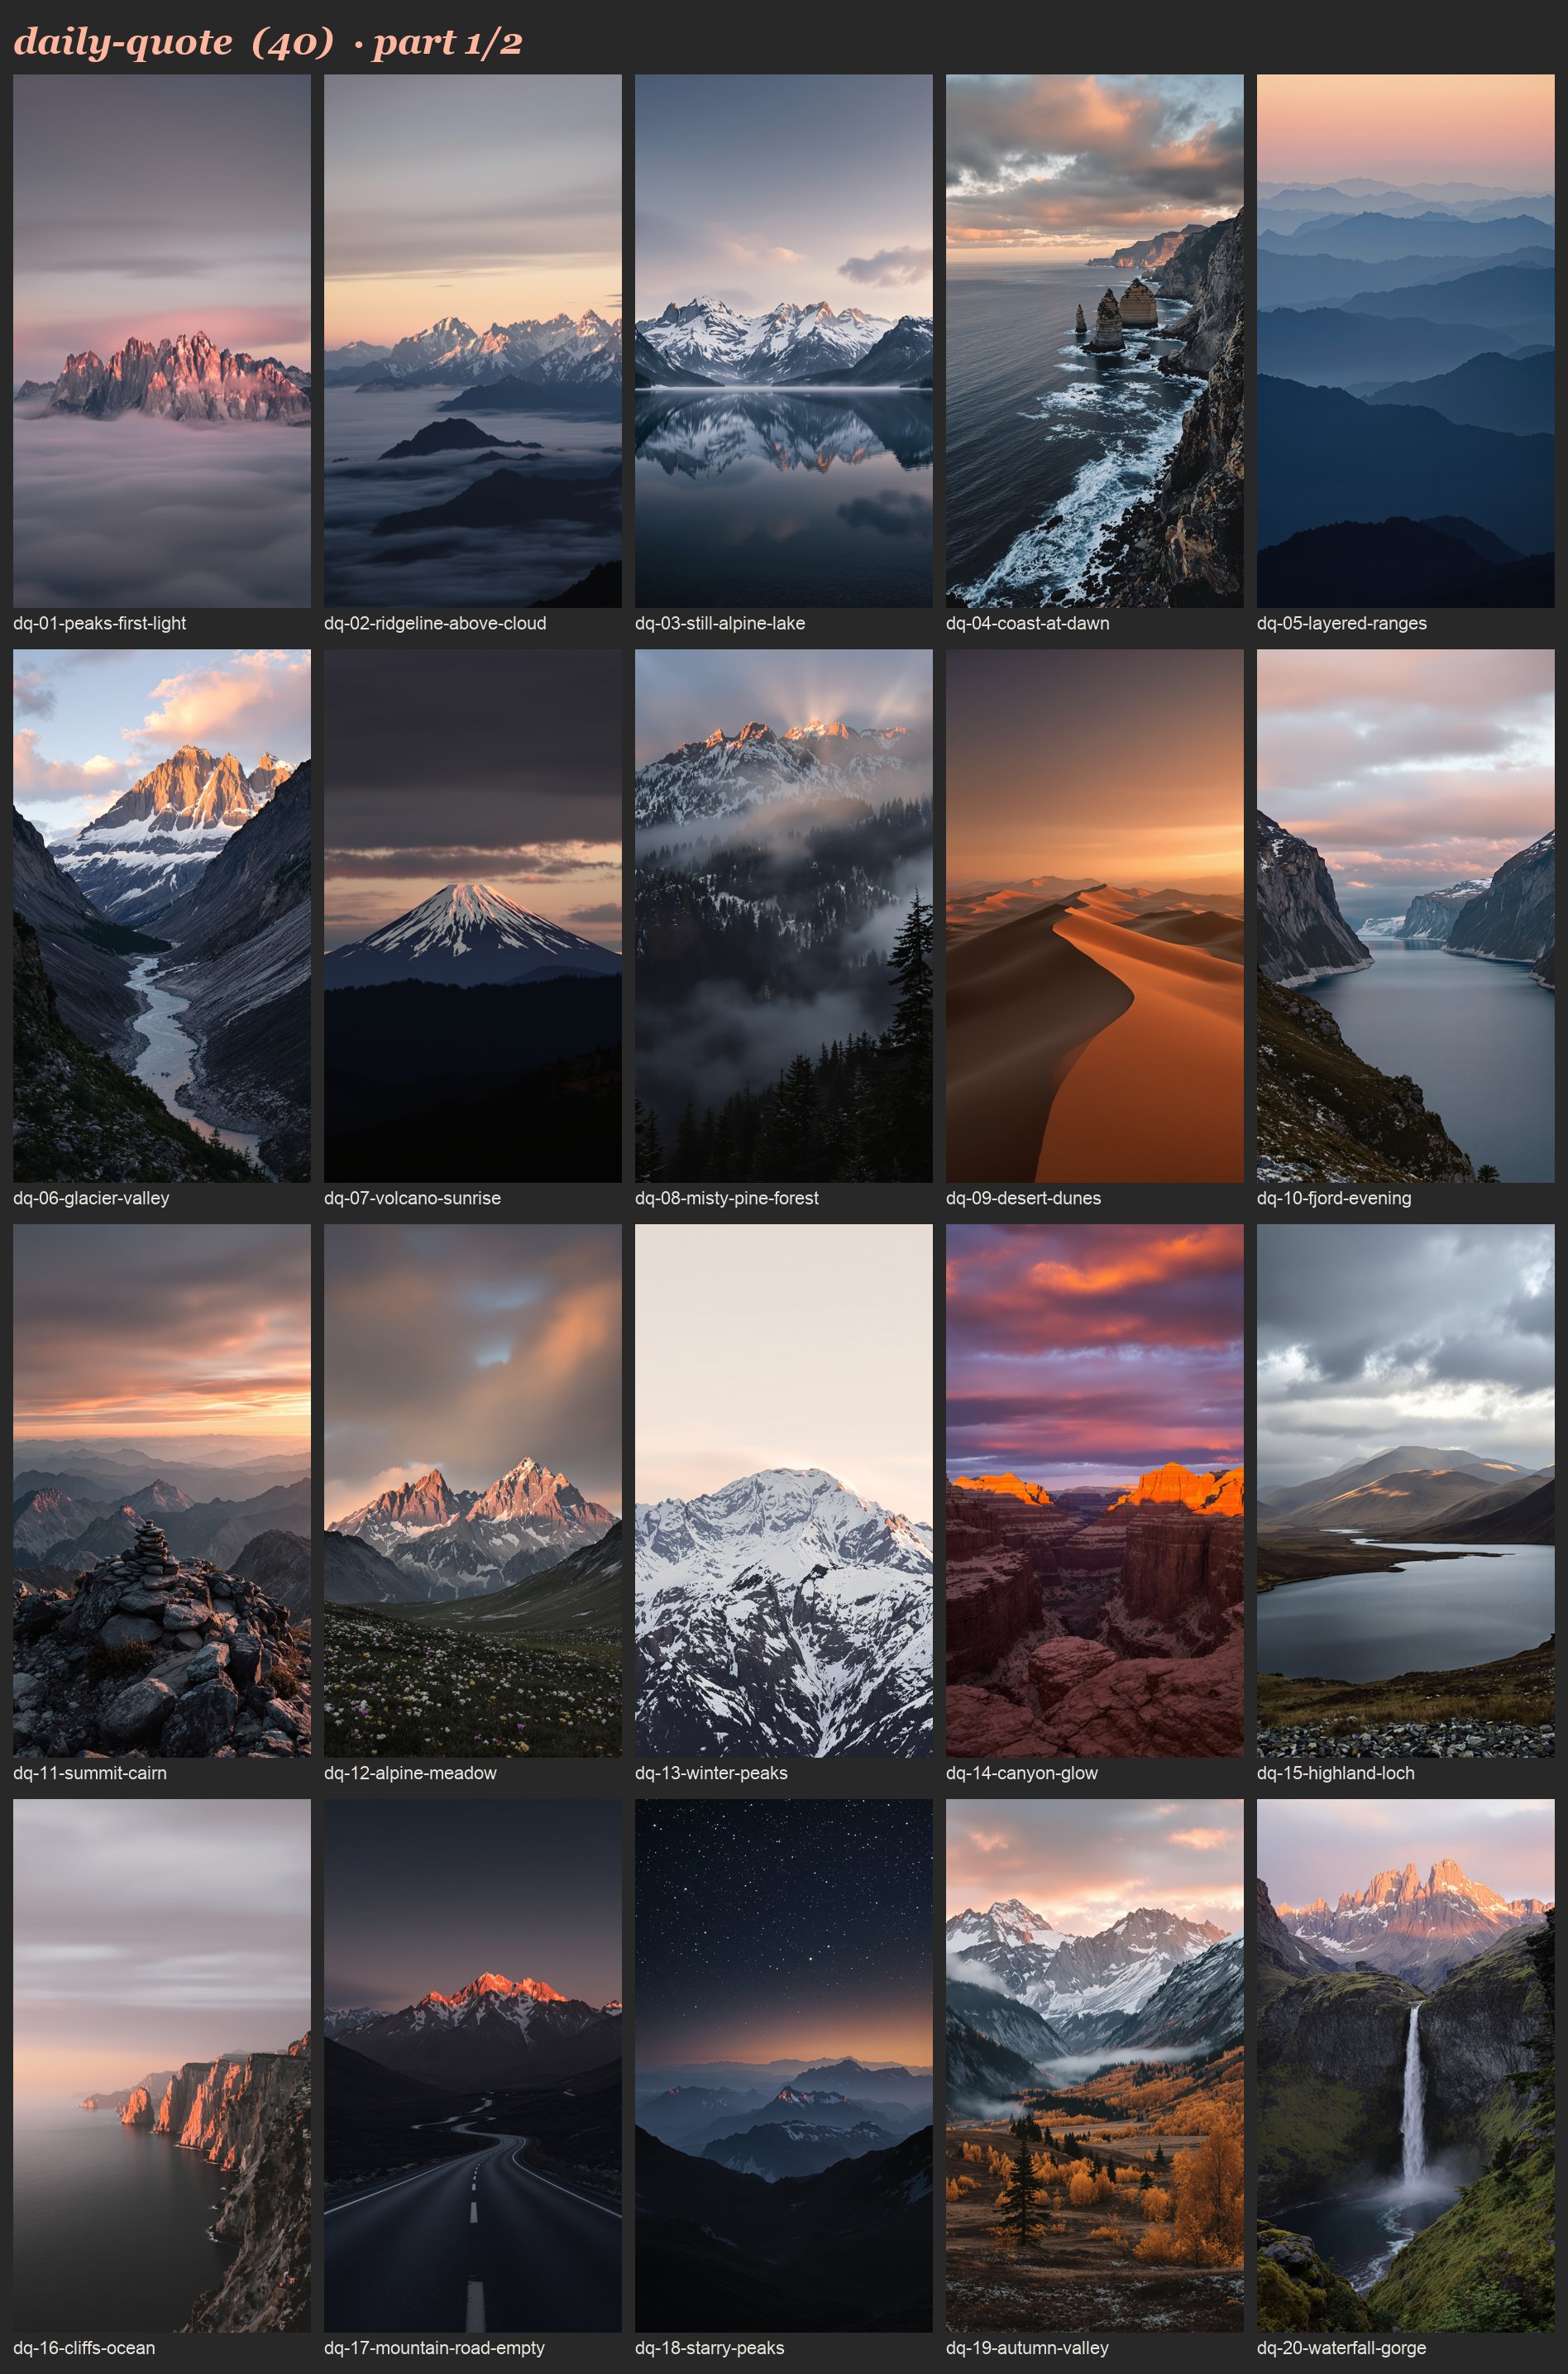 daily-quote (40) · part 1/2
dq-01-peaks-first-light
dq-02-ridgeline-above-cloud
dq-03-still-alpine-lake
dq-04-coast-at-dawn
dq-05-layered-ranges
dq-06-glacier-valley
dq-07-volcano-sunrise
dq-08-misty-pine-forest
dq-09-desert-dunes
dq-10-fjord-evening
dq-11-summit-cairn
dq-12-alpine-meadow
dq-13-winter-peaks
dq-14-canyon-glow
dq-15-highland-loch
dq-16-cliffs-ocean
dq-17-mountain-road-empty
dq-18-starry-peaks
dq-19-autumn-valley
dq-20-waterfall-gorge